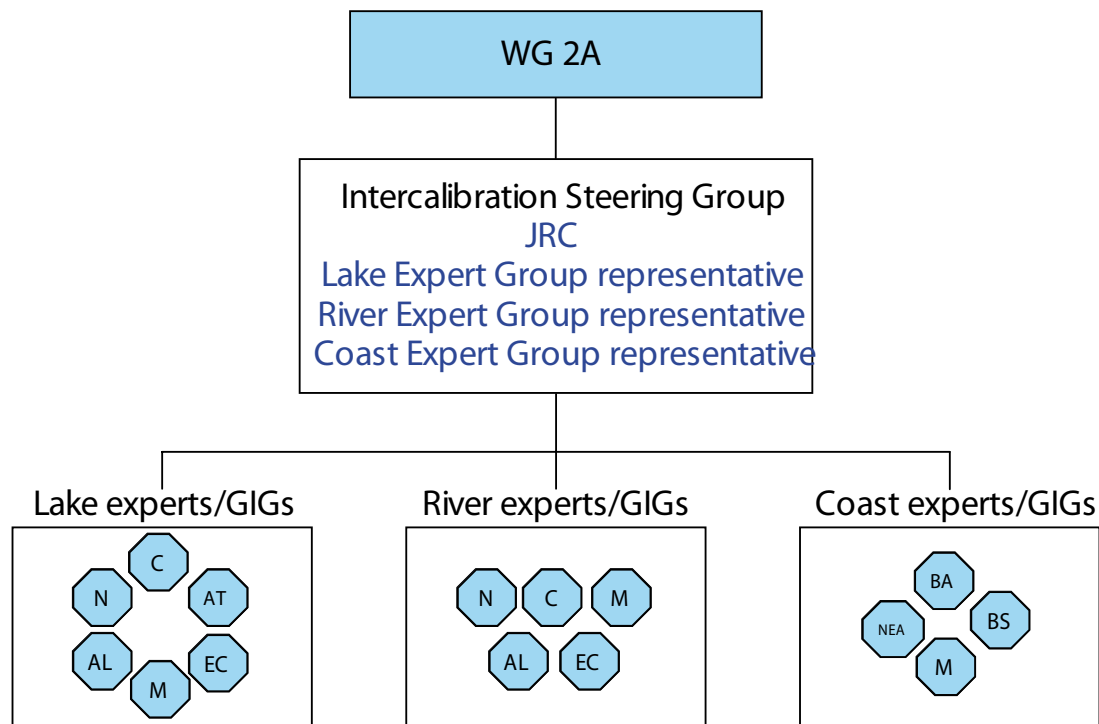 WG 2A
Intercalibration Steering Group
JRC
Lake Expert Group representative
River Expert Group representative
Coast Expert Group representative
Lake experts/GIGs
River experts/GIGs
Coast experts/GIGs
C
N
AT
AL
EC
M
N
C
M
AL
EC
BA
NEA
BS
M